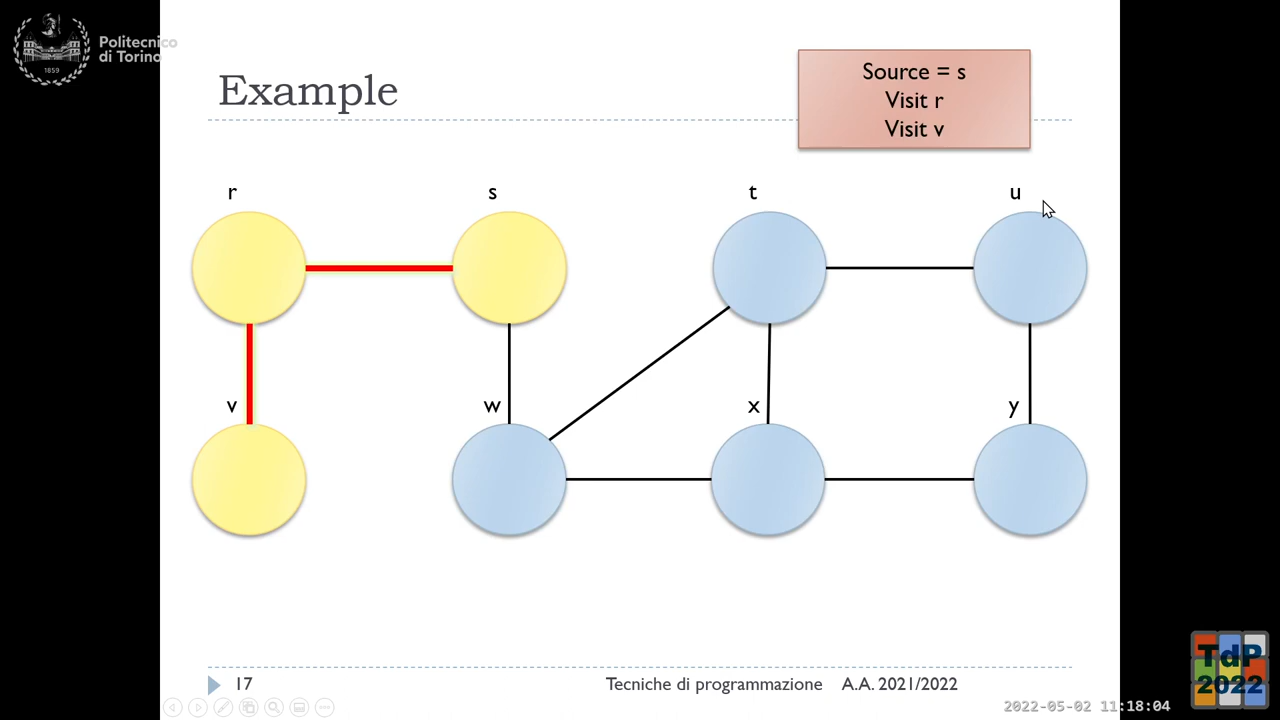 Politecnico
di Torino
1859
Example
Source = s
Visit r
Visit v
r
s
t
u
v
w
x
y
17
Tecniche di programmazione A.A. 2021/2022
TdP
2022
2022-05-02 11:18:04